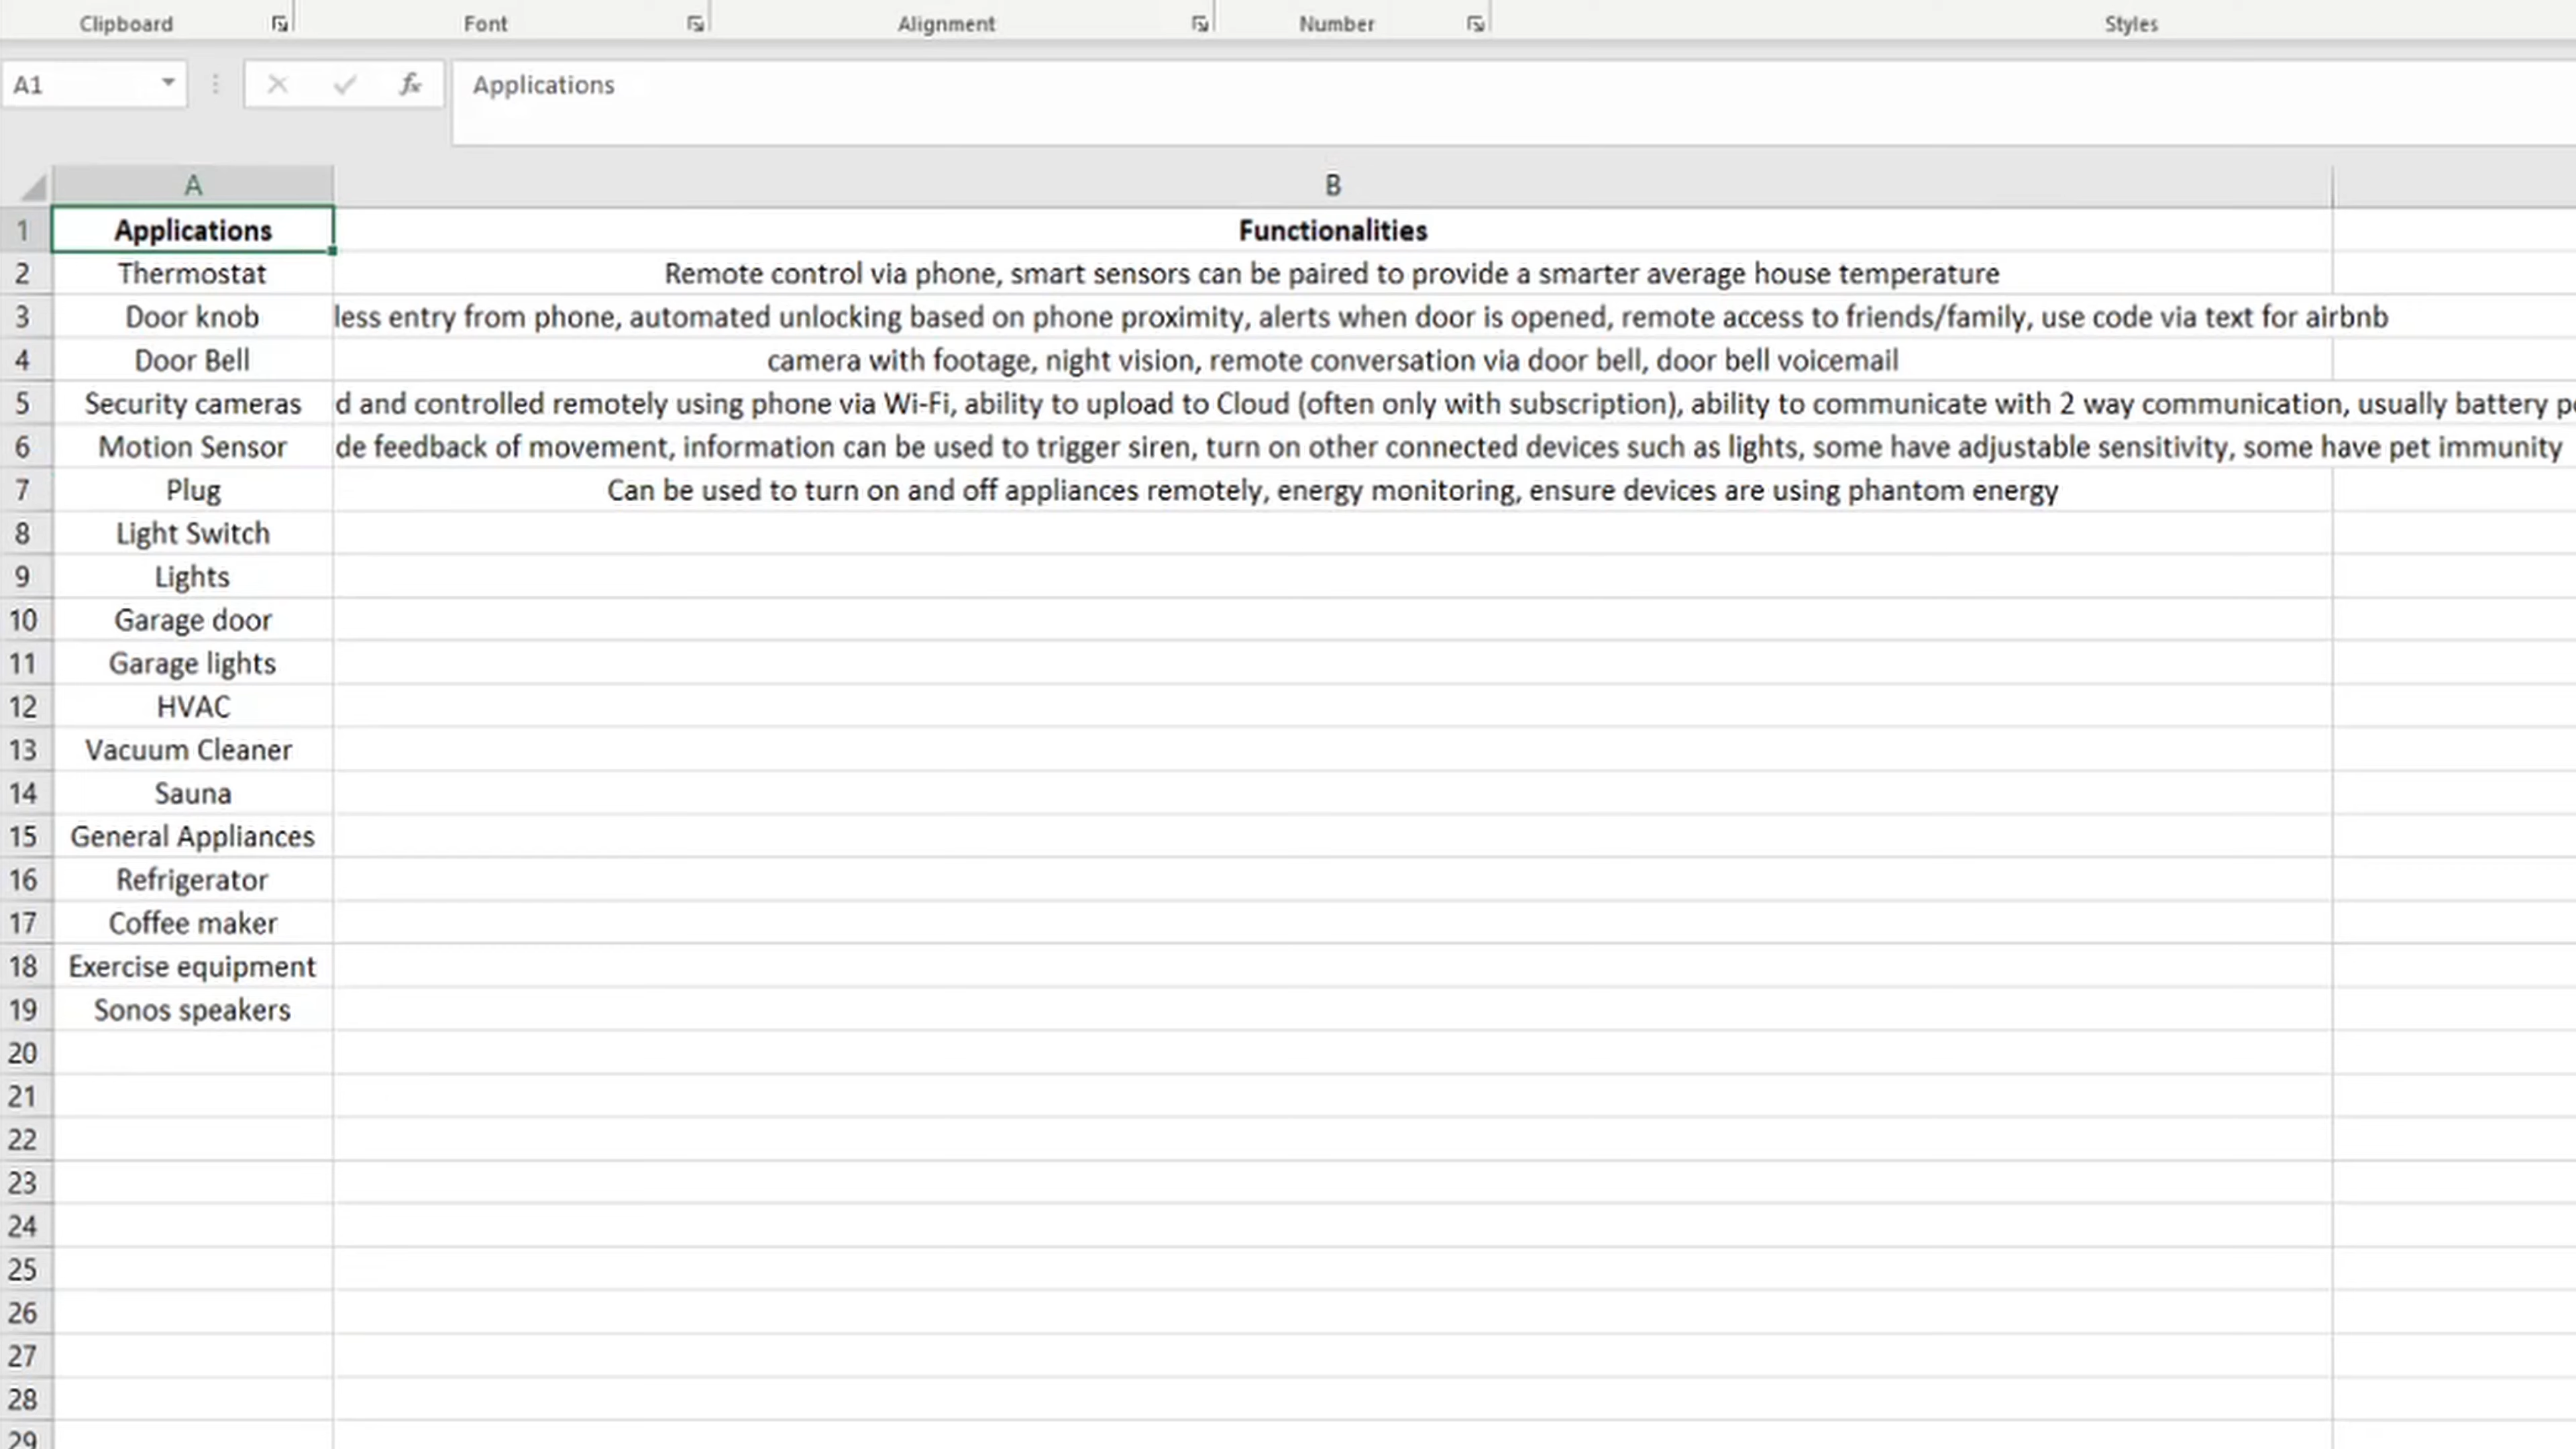 Clipboard Font Alignment Number Styles
A1 fx Applications
A B
1 Applications Functionalities
2 Thermostat Remote control via phone, smart sensors can be paired to provide a smarter average house temperature
3 Door knob less entry from phone, automated unlocking based on phone proximity, alerts when door is opened, remote access to friends/family, use code via text for airbnb
4 Door Bell camera with footage, night vision, remote conversation via door bell, door bell voicemail
5 Security cameras d and controlled remotely using phone via Wi-Fi, ability to upload to Cloud (often only with subscription), ability to communicate with 2 way communication, usually battery
6 Motion Sensor de feedback of movement, information can be used to trigger siren, turn on other connected devices such as lights, some have adjustable sensitivity, some have pet immunity
7 Plug Can be used to turn on and off appliances remotely, energy monitoring, ensure devices are using phantom energy
8 Light Switch
9 Lights
10 Garage door
11 Garage lights
12 HVAC
13 Vacuum Cleaner
14 Sauna
15 General Appliances
16 Refrigerator
17 Coffee maker
18 Exercise equipment
19 Sonos speakers
20
21
22
23
24
25
26
27
28
29